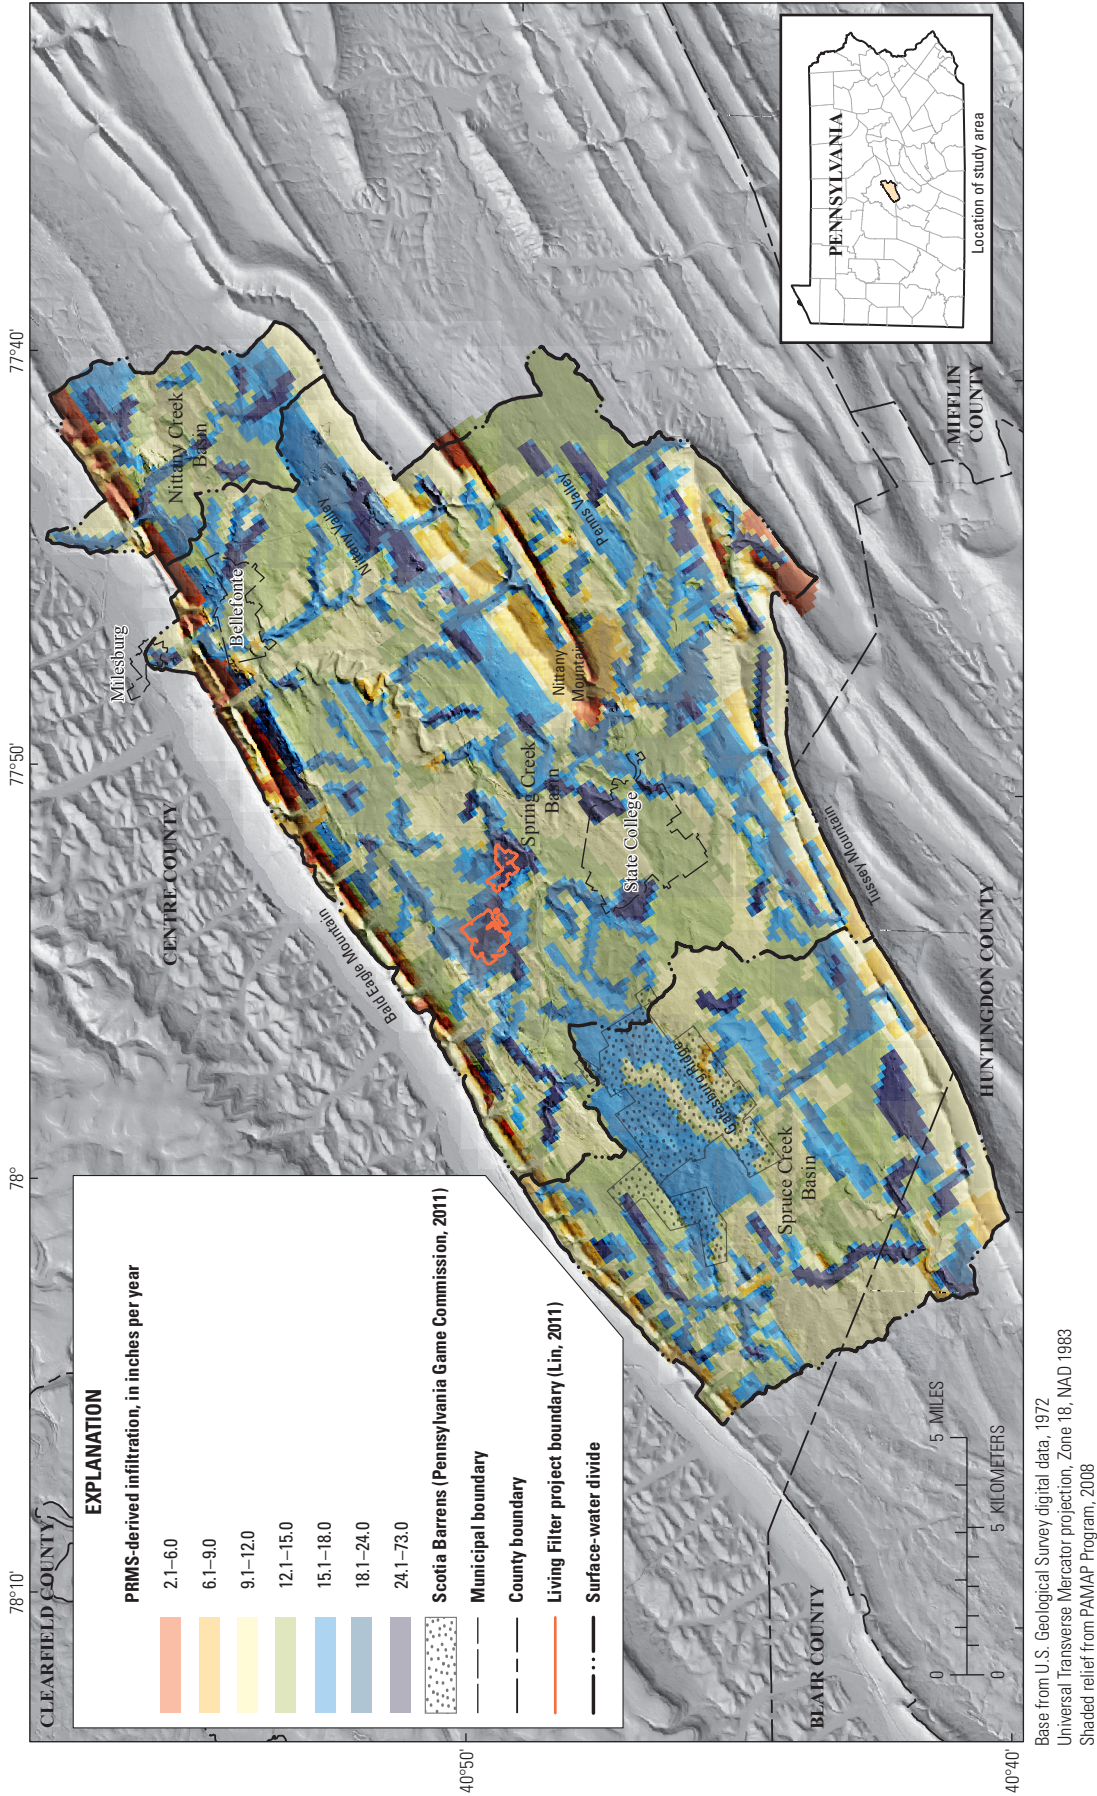 CLEARFIELD COUNTY
78°10'
78°
77°50'
77°40'
40°50'
40°40'
EXPLANATION
PRMS-derived infiltration, in inches per year
2.1–6.0
6.1–9.0
9.1–12.0
12.1–15.0
15.1–18.0
18.1–24.0
24.1–73.0
Scotia Barrens (Pennsylvania Game Commission, 2011)
Municipal boundary
County boundary
Living Filter project boundary (Lin, 2011)
Surface-water divide
CENTRE COUNTY
Bald Eagle Mountain
Milesburg
Bellefonte
Nittany Creek
Basin
Nittany Valley
Nittany
Mountain
Penns Valley
Spring Creek
Basin
State College
Tussey Mountain
Gatesburg Ridge
Spruce Creek
Basin
HUNTINGDON COUNTY
MIFFLIN
COUNTY
BLAIR COUNTY
PENNSYLVANIA
Location of study area
0
5 MILES
0
5 KILOMETERS
Base from U.S. Geological Survey digital data, 1972
Universal Transverse Mercator projection, Zone 18, NAD 1983
Shaded relief from PAMAP Program, 2008